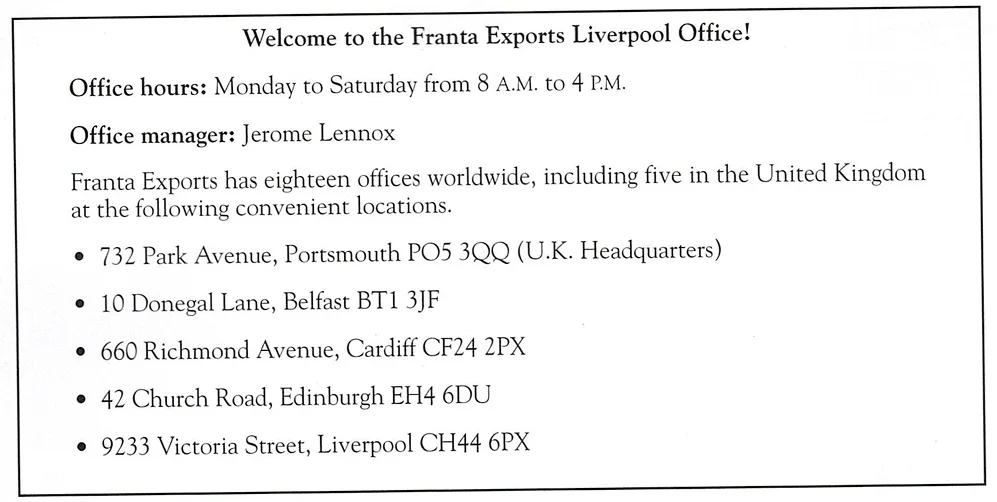 Welcome to the Franta Exports Liverpool Office!
Office hours: Monday to Saturday from 8 A.M. to 4 P.M.
Office manager: Jerome Lennox
Franta Exports has eighteen offices worldwide, including five in the United Kingdom
at the following convenient locations.
• 732 Park Avenue, Portsmouth PO5 3QQ (U.K. Headquarters)
• 10 Donegal Lane, Belfast BT1 3JF
• 660 Richmond Avenue, Cardiff CF24 2PX
• 42 Church Road, Edinburgh EH4 6DU
• 9233 Victoria Street, Liverpool CH44 6PX